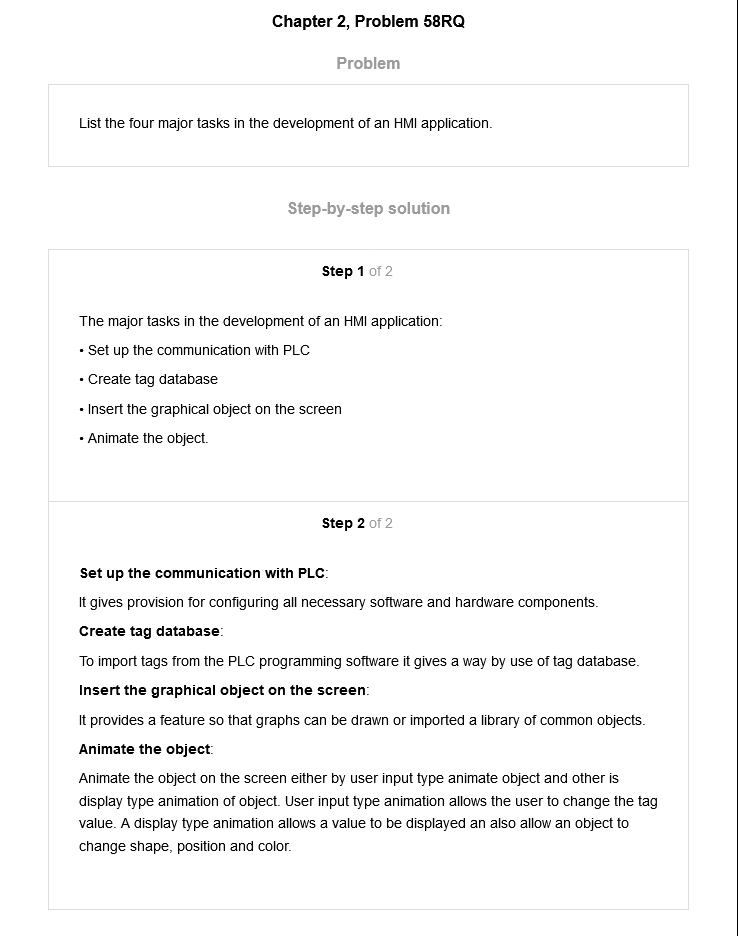 Chapter 2, Problem 58RQ
Problem
List the four major tasks in the development of an HMI application.
Step-by-step solution
Step 1 of 2
The major tasks in the development of an HMI application:
• Set up the communication with PLC
• Create tag database
• Insert the graphical object on the screen
• Animate the object.
Step 2 of 2
Set up the communication with PLC:
It gives provision for configuring all necessary software and hardware components.
Create tag database:
To import tags from the PLC programming software it gives a way by use of tag database.
Insert the graphical object on the screen:
It provides a feature so that graphs can be drawn or imported a library of common objects.
Animate the object:
Animate the object on the screen either by user input type animate object and other is
display type animation of object. User input type animation allows the user to change the tag
value. A display type animation allows a value to be displayed an also allow an object to
change shape, position and color.